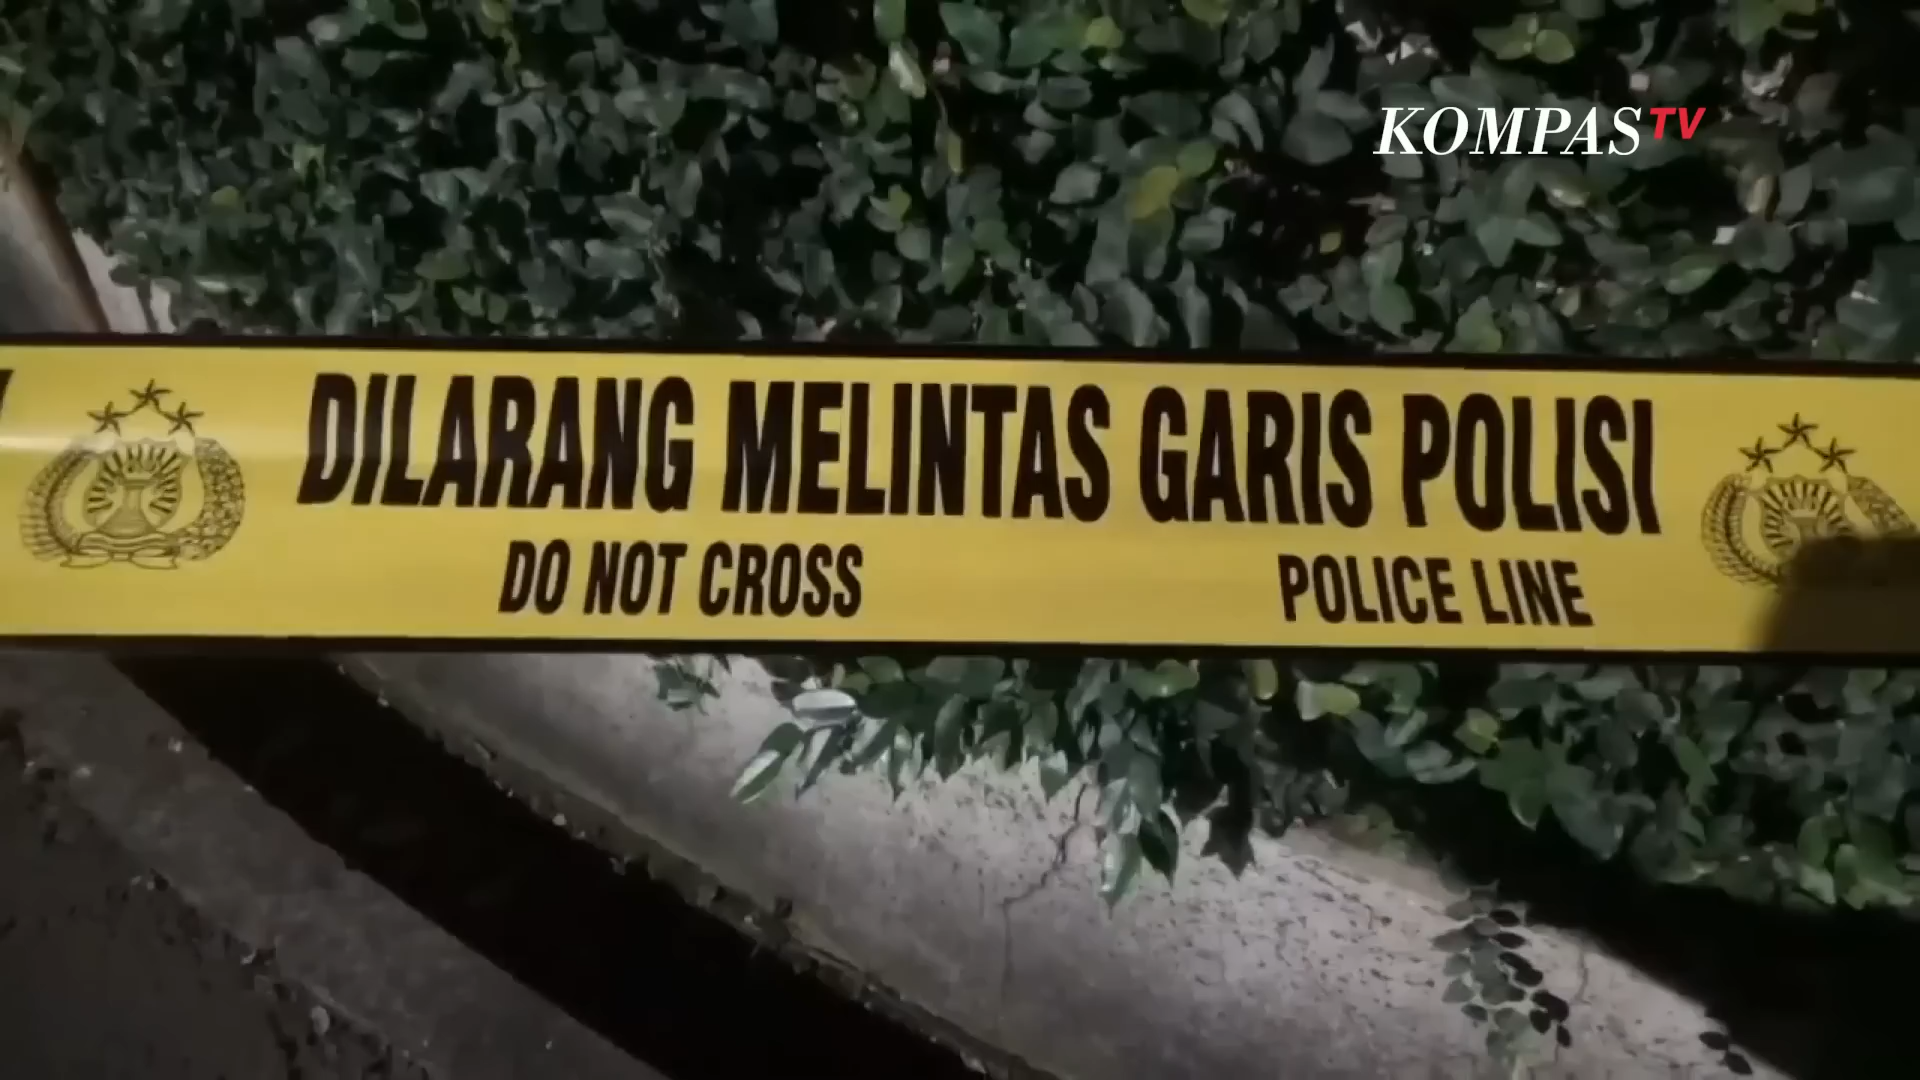 KOMPASTV
DILARANG MELINTAS GARIS POLISI
DO NOT CROSS POLICE LINE